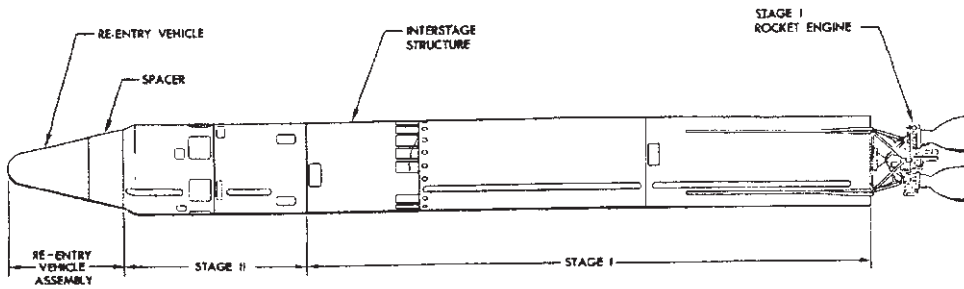 RE-ENTRY VEHICLE
SPACER
INTERSTAGE
STRUCTURE
STAGE I
ROCKET ENGINE
RE-ENTRY
VEHICLE
ASSEMBLY
STAGE II
STAGE I